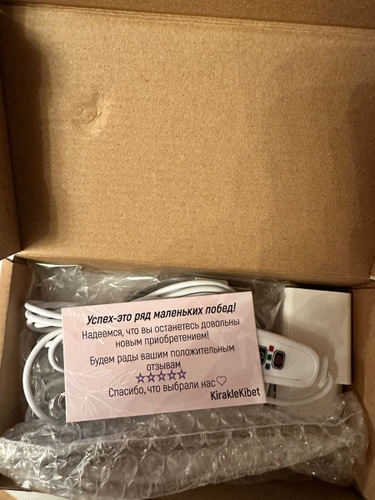 Успех-это ряд маленьких побед!
Надеемся, что вы останетесь довольны
новым приобретением!
Будем рады вашим положительным
отзывам
☆☆☆☆☆
Спасибо, что выбрали нас♡
KirakleKibet